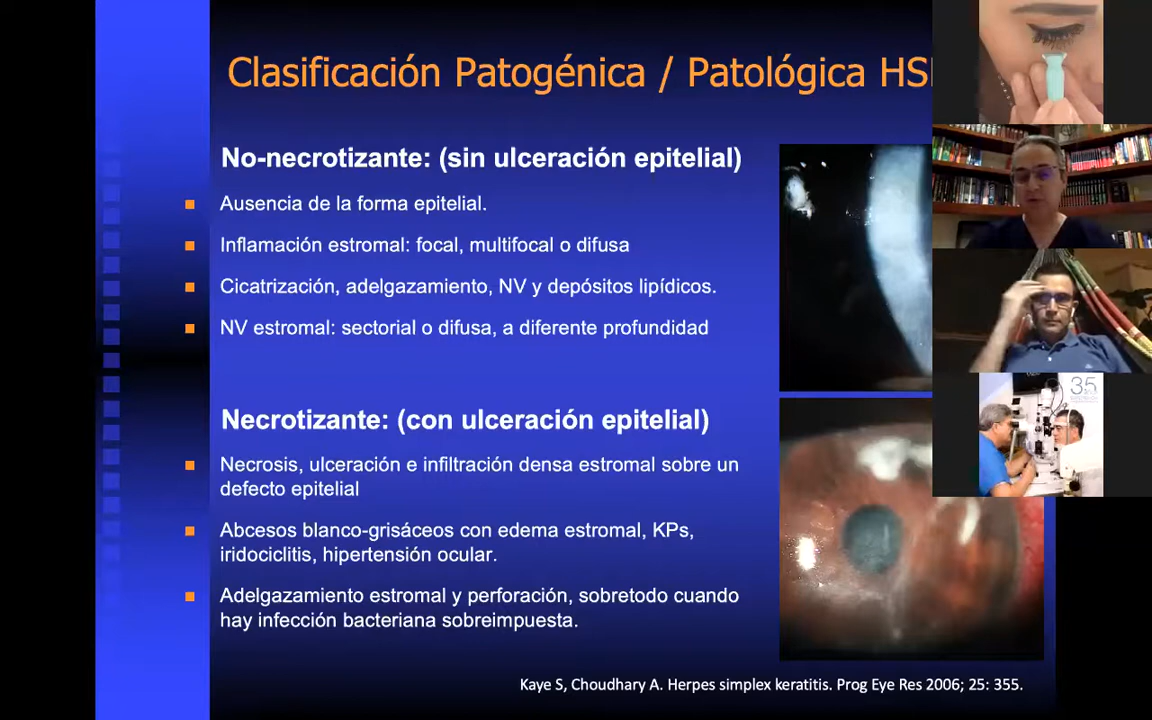 Clasificación Patogénica / Patológica
No-necrotizante: (sin ulceración epitelial)
Ausencia de la forma epitelial.
Inflamación estromal: focal, multifocal o difusa
Cicatrización, adelgazamiento, NV y depósitos lipídicos.
NV estromal: sectorial o difusa, a diferente profundidad
Necrotizante: (con ulceración epitelial)
Necrosis, ulceración e infiltración densa estromal sobre un
defecto epitelial
Abcesos blanco-grisáceos con edema estromal, KPs,
iridociclitis, hipertensión ocular.
Adelgazamiento estromal y perforación, sobretodo cuando
hay infección bacteriana sobreimpuesta.
Kaye S, Choudhary A. Herpes simplex keratitis. Prog Eye Res 2006; 25: 355.
35